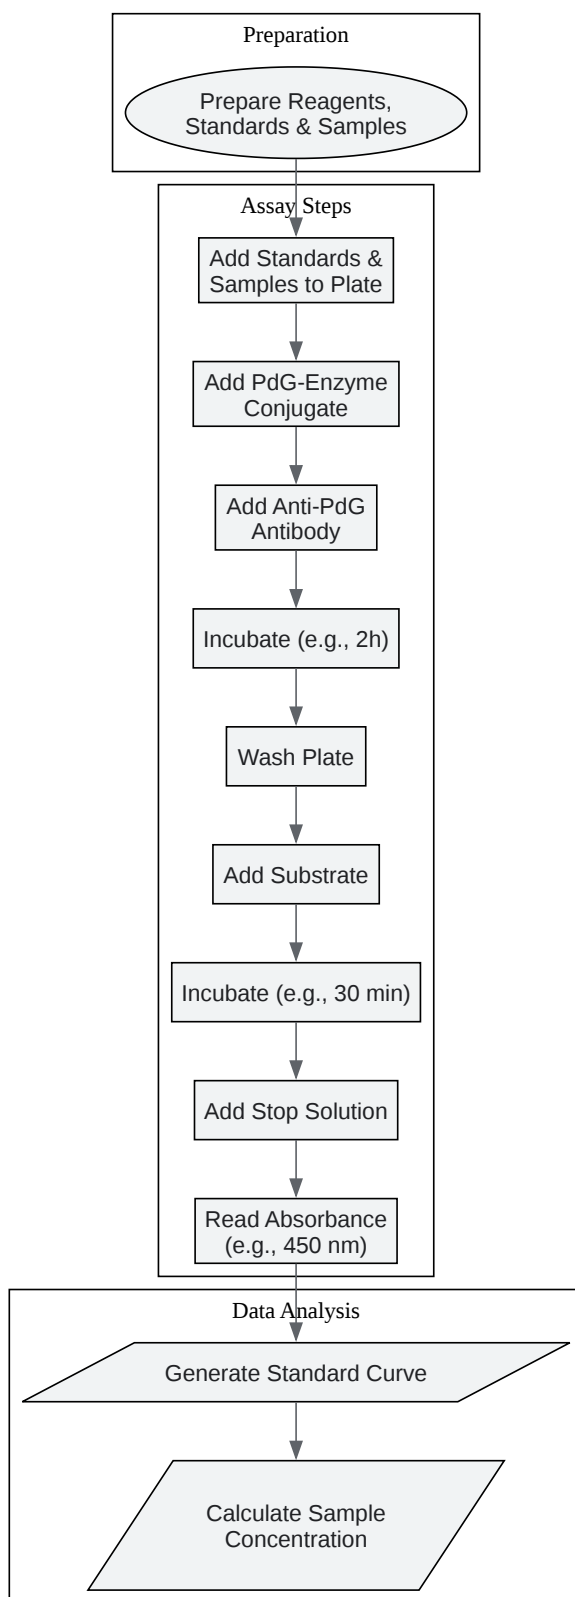 Preparation
Prepare Reagents,
Standards & Samples
Assay Steps
Add Standards &
Samples to Plate
Add PdG-Enzyme
Conjugate
Add Anti-PdG
Antibody
Incubate (e.g., 2h)
Wash Plate
Add Substrate
Incubate (e.g., 30 min)
Add Stop Solution
Read Absorbance
(e.g., 450 nm)
Data Analysis
Generate Standard Curve
Calculate Sample
Concentration